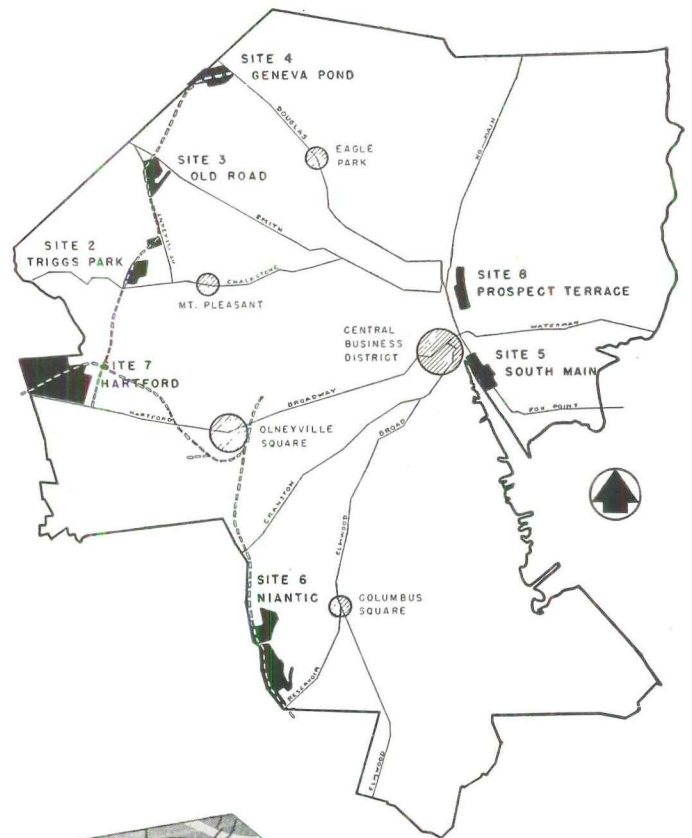 SITE 4
GENEVA POND
DOUGLAS
NO. MAIN
EAGLE
PARK
SITE 3
OLD ROAD
SMITH
SITE 2
TRIGGS PARK
CHALKSTONE
MT. PLEASANT
SITE 8
PROSPECT TERRACE
CENTRAL
BUSINESS
DISTRICT
WATERMAN
SITE 5
SOUTH MAIN
SITE 7
HARTFORD
BROADWAY
HARTFORD
OLNEYVILLE
SQUARE
FOX POINT
BROAD
CRANSTON
ELMWOOD
SITE 6
NIANTIC
COLUMBUS
SQUARE
RESERVOIR
ELMWOOD